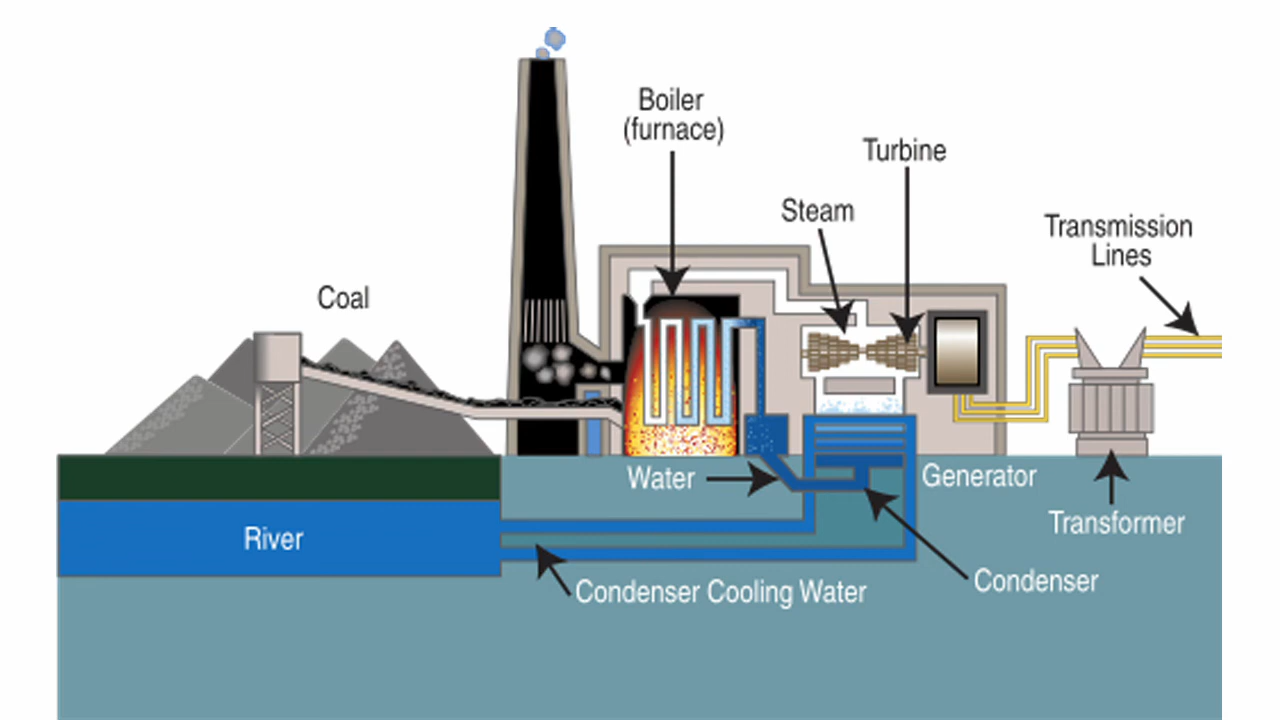 Boiler
(furnace)
Turbine
Steam
Transmission
Lines
Coal
Water
Generator
Transformer
River
Condenser
Condenser Cooling Water